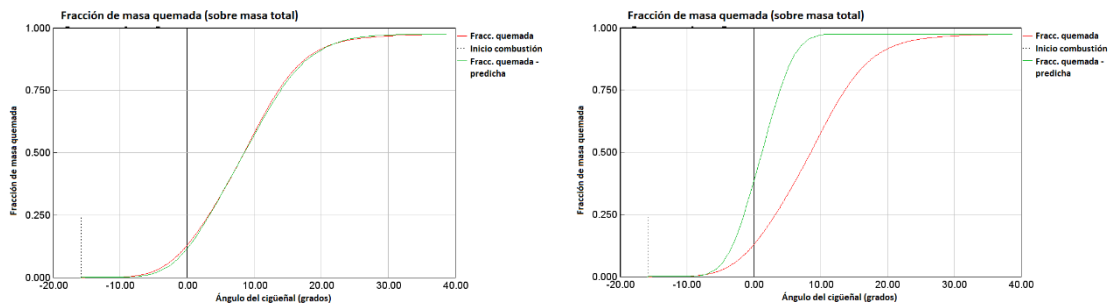 Fracción de masa quemada (sobre masa total)
Fracción de masa quemada
1.000
0.750
0.500
0.250
0.000
-20.00
-10.00
0.00
10.00
20.00
30.00
40.00
Ángulo del cigüeñal (grados)
Fracc. quemada
Inicio combustión
Fracc. quemada -
predicha
Fracción de masa quemada (sobre masa total)
Fracción de masa quemada
1.000
0.750
0.500
0.250
0.000
-20.00
-10.00
0.00
10.00
20.00
30.00
40.00
Ángulo del cigüeñal (grados)
Fracc. quemada
Inicio combustión
Fracc. quemada -
predicha